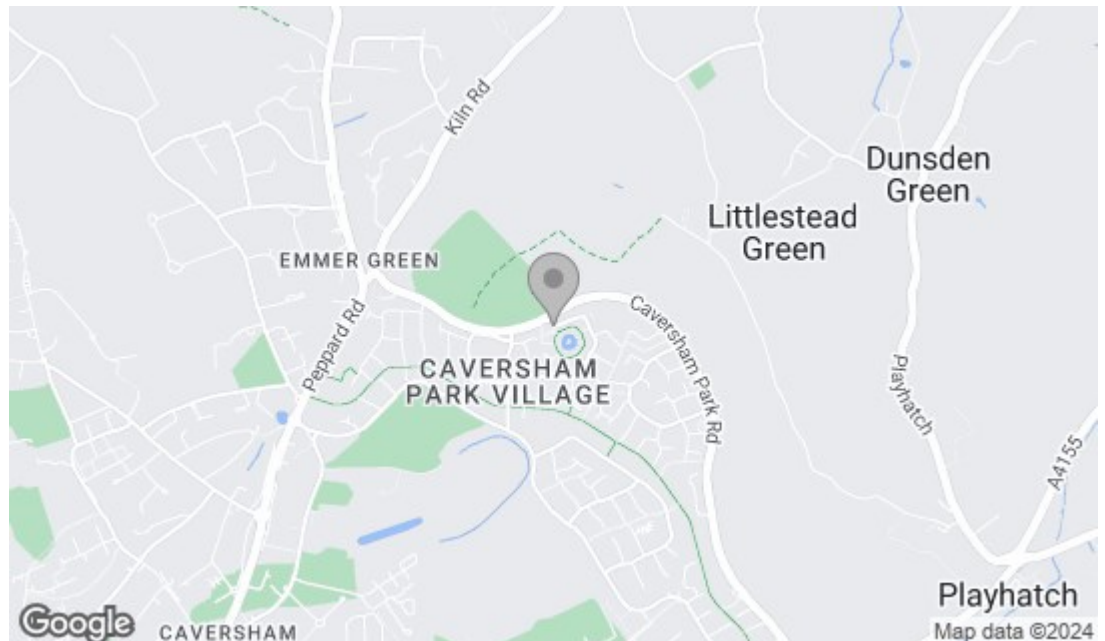 Kiln Rd
Dunsden
Green
Littlestead
Green
EMMER GREEN
Peppard Rd
Caversham Park Rd
CAVERSHAM
PARK VILLAGE
Playhatch
A4155
Playhatch
Google
CAVERSHAM
Map data ©2024